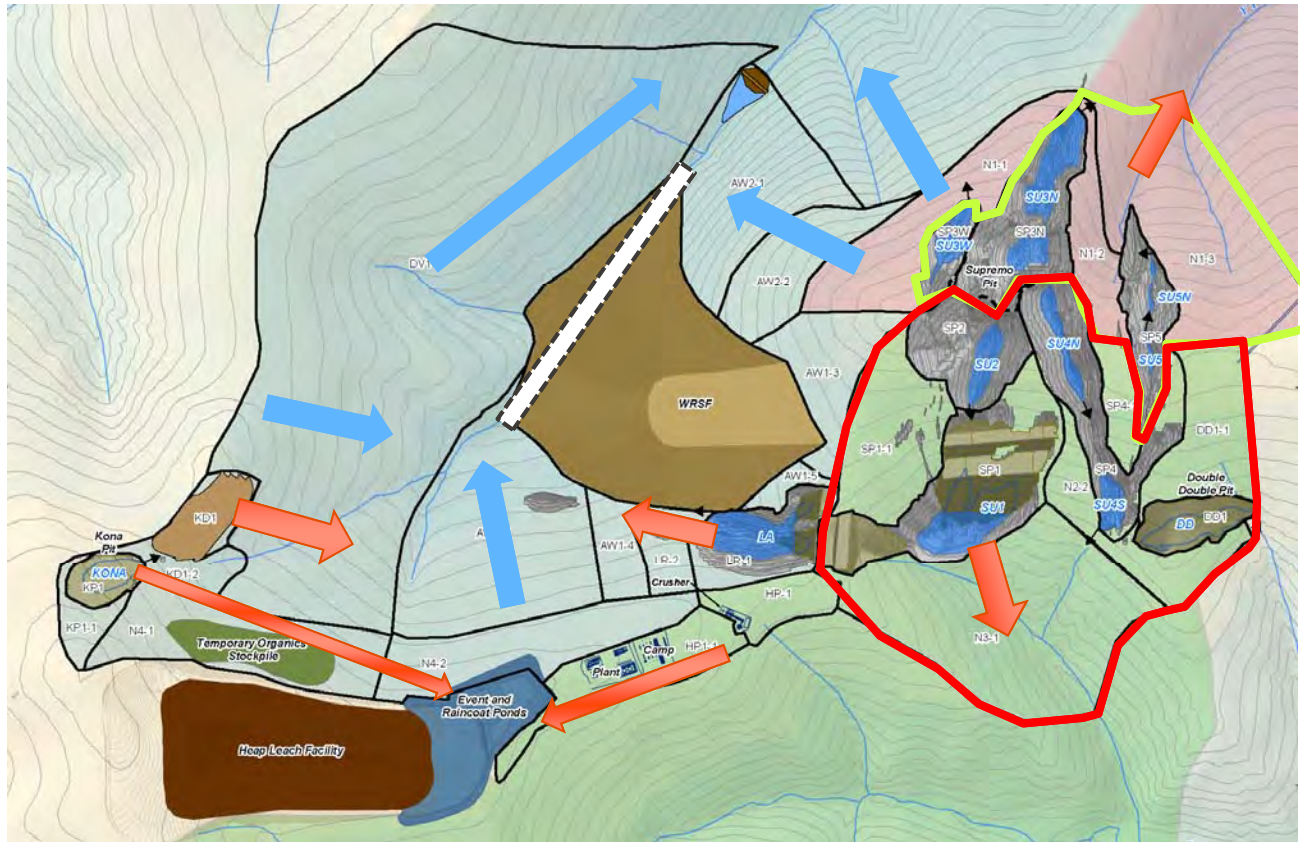 N1-1
AW2-1
SU3N
SP3W
SU3W
SP3N
N1-2
N1-3
DV1
Supremo
Pit
AW2-2
SU5N
SP2
SU4N
SP5
SU2
SU5
AW1-3
WRSF
SP4-
DD1-1
SP1-1
AW1-5
SP1
SP4
N2-2
Double
Double Pit
SU1
SU4S
DD1
DD
KD1
Kona
Pit
KONA
KP1
KD1-2
AW1-4
LR-2
LA
LR-1
Crusher
HP-1
KP1-1
N4-1
Temporary Organics
Stockpile
N4-2
Plant
Camp
HP1-1
N3-1
Event and
Raincoat Ponds
Heap Leach Facility